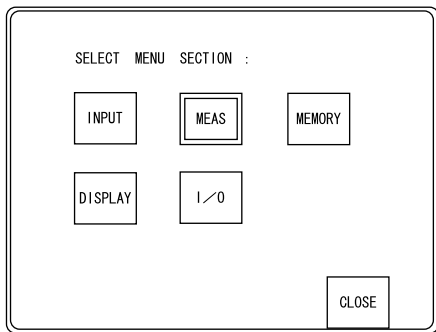 SELECT MENU SECTION :
INPUT MEAS MEMORY
DISPLAY I／O
CLOSE